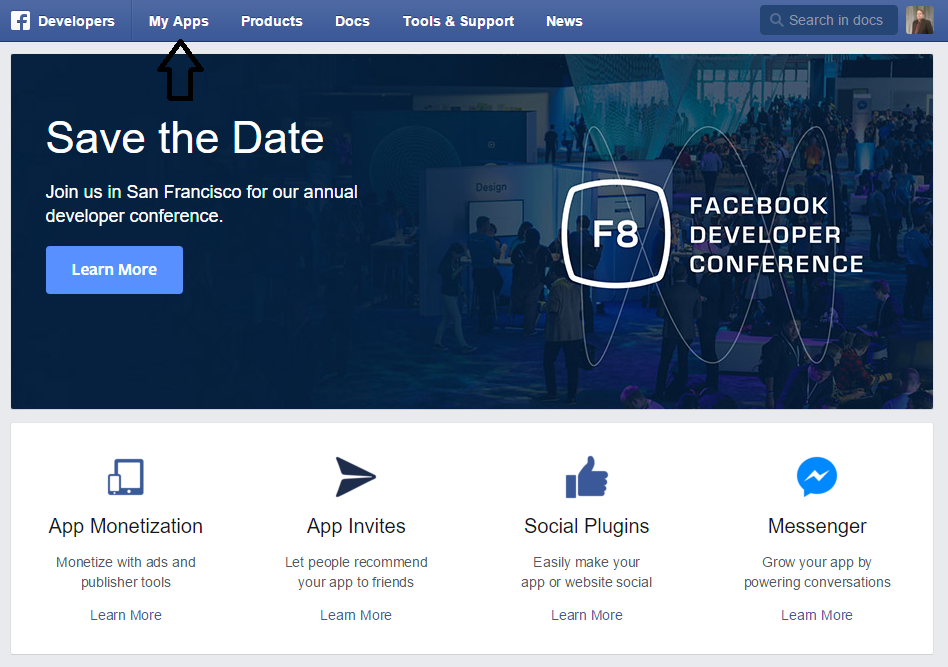 Developers My Apps Products Docs Tools & Support News Search in docs
Save the Date
Join us in San Francisco for our annual
developer conference.
Learn More
Design
F8
FACEBOOK
DEVELOPER
CONFERENCE
App Monetization
Monetize with ads and
publisher tools
Learn More
App Invites
Let people recommend
your app to friends
Learn More
Social Plugins
Easily make your
app or website social
Learn More
Messenger
Grow your app by
powering conversations
Learn More